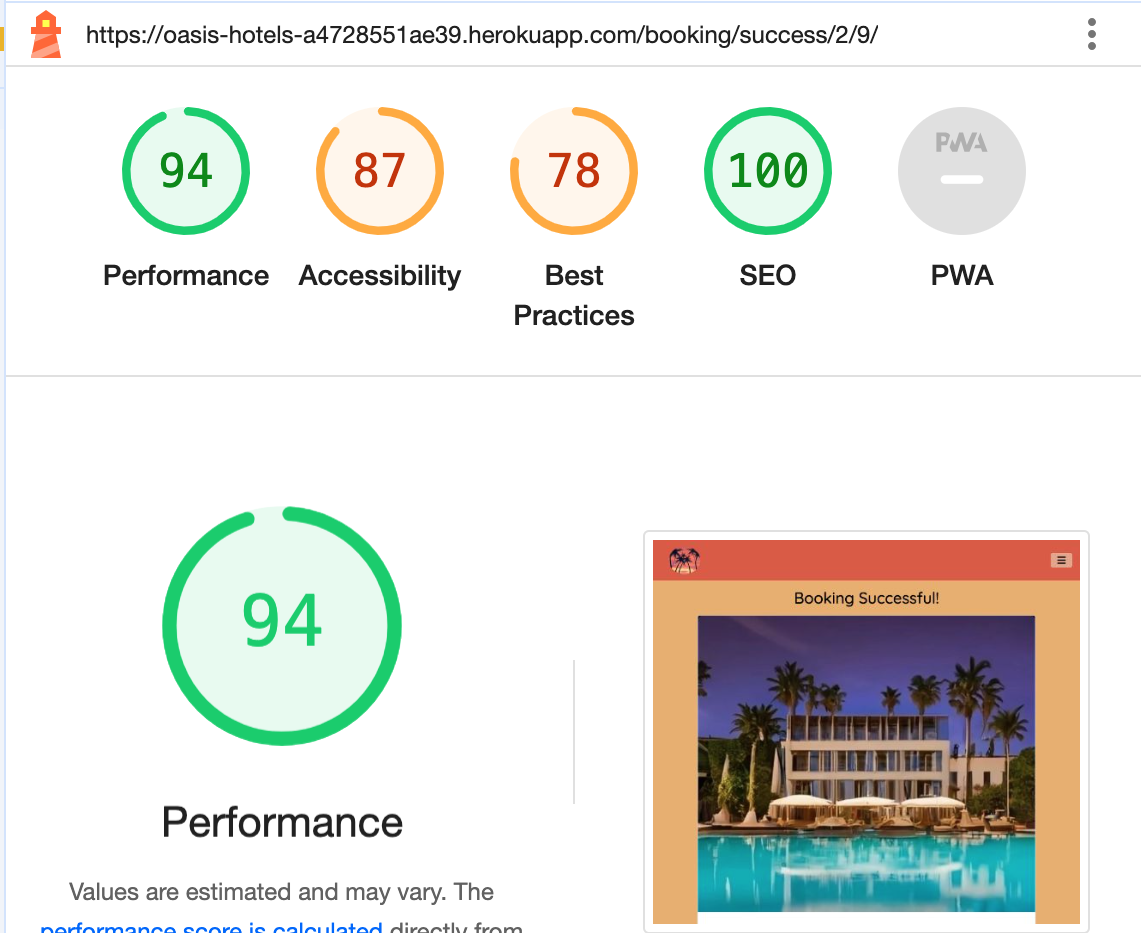 https://oasis-hotels-a4728551ae39.herokuapp.com/booking/success/2/9/
94
87
78
100
PWA
Performance
Accessibility
Best
Practices
SEO
PWA
94
Performance
Values are estimated and may vary. The
performance score is calculated directly from
Booking Successful!